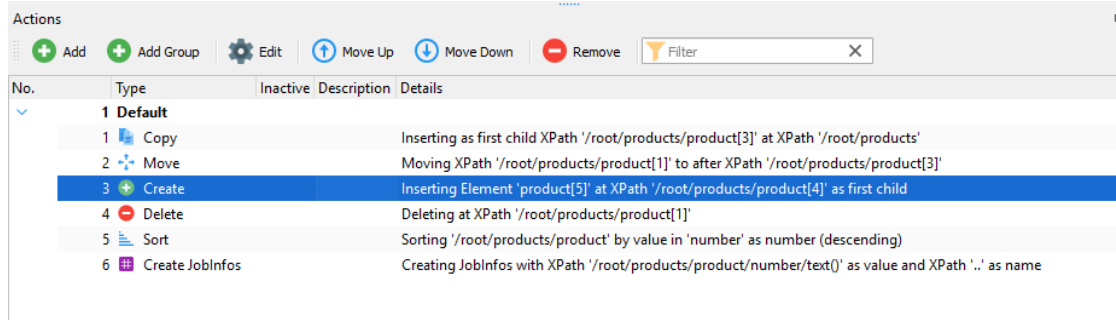 Actions
Add Add Group Edit Move Up Move Down Remove Filter
No. Type Inactive Description Details
1 Default
1 Copy Inserting as first child XPath '/root/products/product[3]' at XPath '/root/products'
2 Move Moving XPath '/root/products/product[1]' to after XPath '/root/products/product[3]'
3 Create Inserting Element 'product[5]' at XPath '/root/products/product[4]' as first child
4 Delete Deleting at XPath '/root/products/product[1]'
5 Sort Sorting '/root/products/product' by value in 'number' as number (descending)
6 Create JobInfos Creating JobInfos with XPath '/root/products/product/number/text()' as value and XPath '..' as name